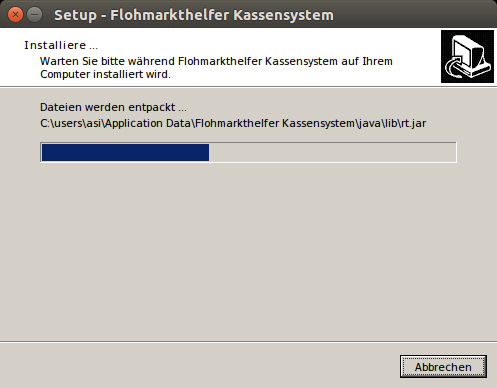 Setup - Flohmarkthelfer Kassensystem
Installiere ...
Warten Sie bitte während Flohmarkthelfer Kassensystem auf Ihrem
Computer installiert wird.
Dateien werden entpackt ...
C:\users\asi\Application Data\Flohmarkthelfer Kassensystem\java\lib\rt.jar
Abbrechen